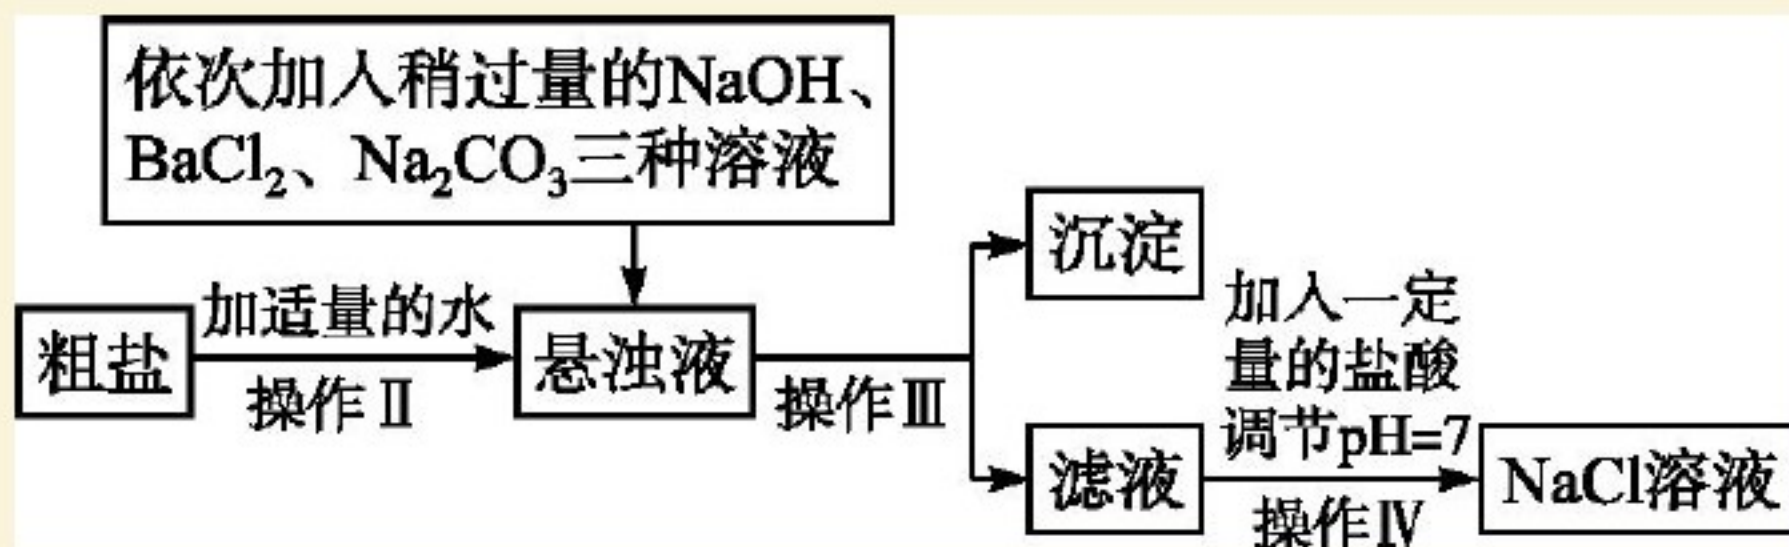 依次加入稍过量的NaOH、
BaCl₂、Na₂CO₃三种溶液
粗盐
加适量的水
操作Ⅱ
悬浊液
操作Ⅲ
沉淀
滤液
加入一定
量的盐酸
调节pH=7
操作Ⅳ
NaCl溶液